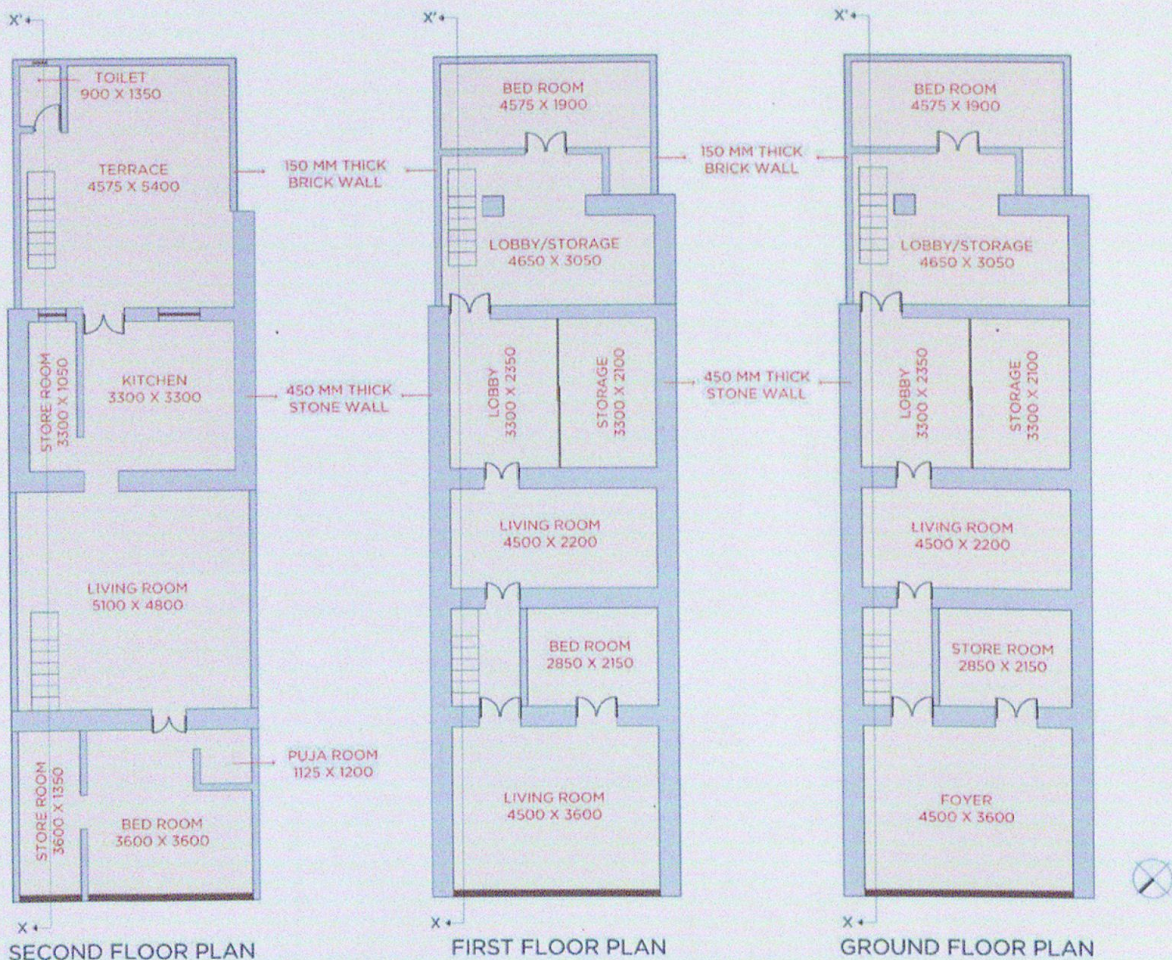 X'
TOILET
900 X 1350
TERRACE
4575 X 5400
STORE ROOM
3300 X 1050
KITCHEN
3300 X 3300
LIVING ROOM
5100 X 4800
PUJA ROOM
1125 X 1200
STORE ROOM
3600 X 1350
BED ROOM
3600 X 3600
X
SECOND FLOOR PLAN
150 MM THICK
BRICK WALL
450 MM THICK
STONE WALL
X'
BED ROOM
4575 X 1900
LOBBY/STORAGE
4650 X 3050
LOBBY
3300 X 2350
STORAGE
3300 X 2100
LIVING ROOM
4500 X 2200
BED ROOM
2850 X 2150
LIVING ROOM
4500 X 3600
X
FIRST FLOOR PLAN
150 MM THICK
BRICK WALL
450 MM THICK
STONE WALL
X'
BED ROOM
4575 X 1900
LOBBY/STORAGE
4650 X 3050
LOBBY
3300 X 2350
STORAGE
3300 X 2100
LIVING ROOM
4500 X 2200
STORE ROOM
2850 X 2150
FOYER
4500 X 3600
X
GROUND FLOOR PLAN